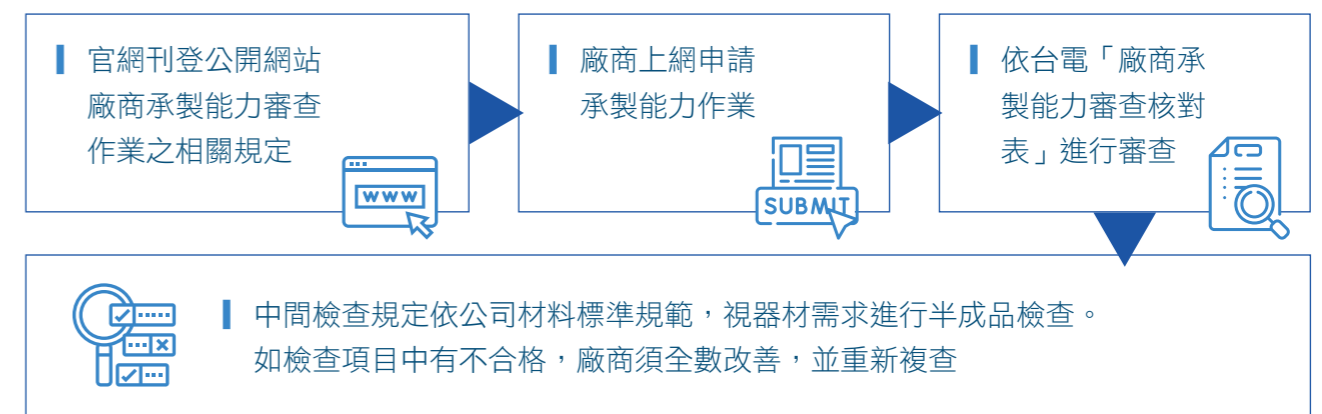 官網刊登公開網站
廠商承製能力審查
作業之相關規定
WWW
廠商上網申請
承製能力作業
SUBMIT
依台電「廠商承
製能力審查核對
表」進行審查
中間檢查規定依公司材料標準規範，視器材需求進行半成品檢查。
如檢查項目中有不合格，廠商須全數改善，並重新複查